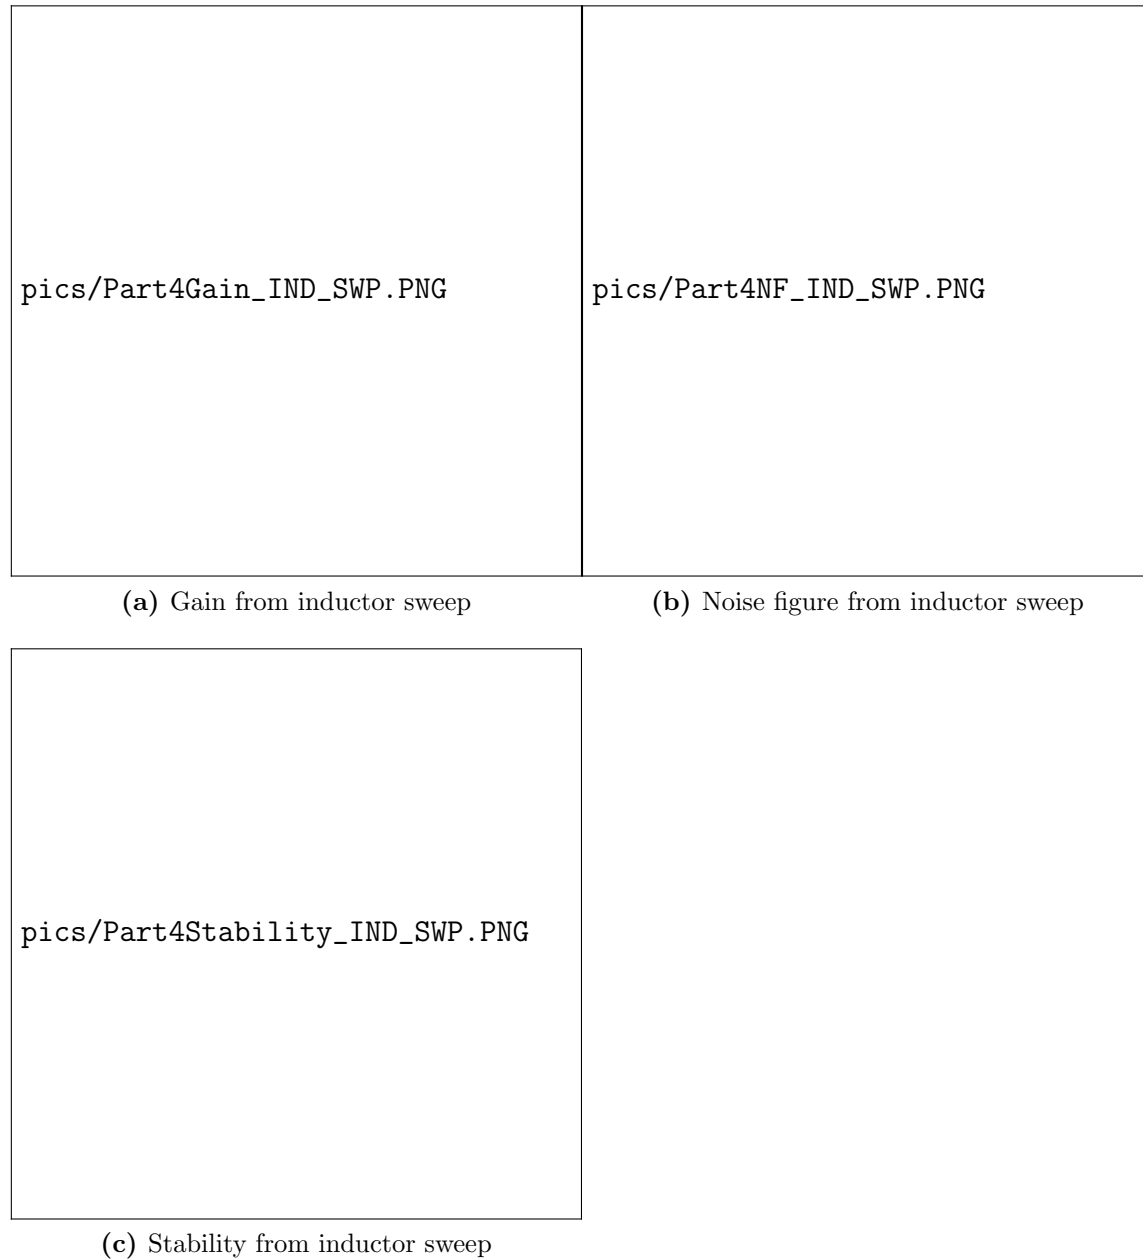 pics/Part4Gain_IND_SWP.PNG
pics/Part4NF_IND_SWP.PNG
(a) Gain from inductor sweep
(b) Noise figure from inductor sweep
pics/Part4Stability_IND_SWP.PNG
(c) Stability from inductor sweep